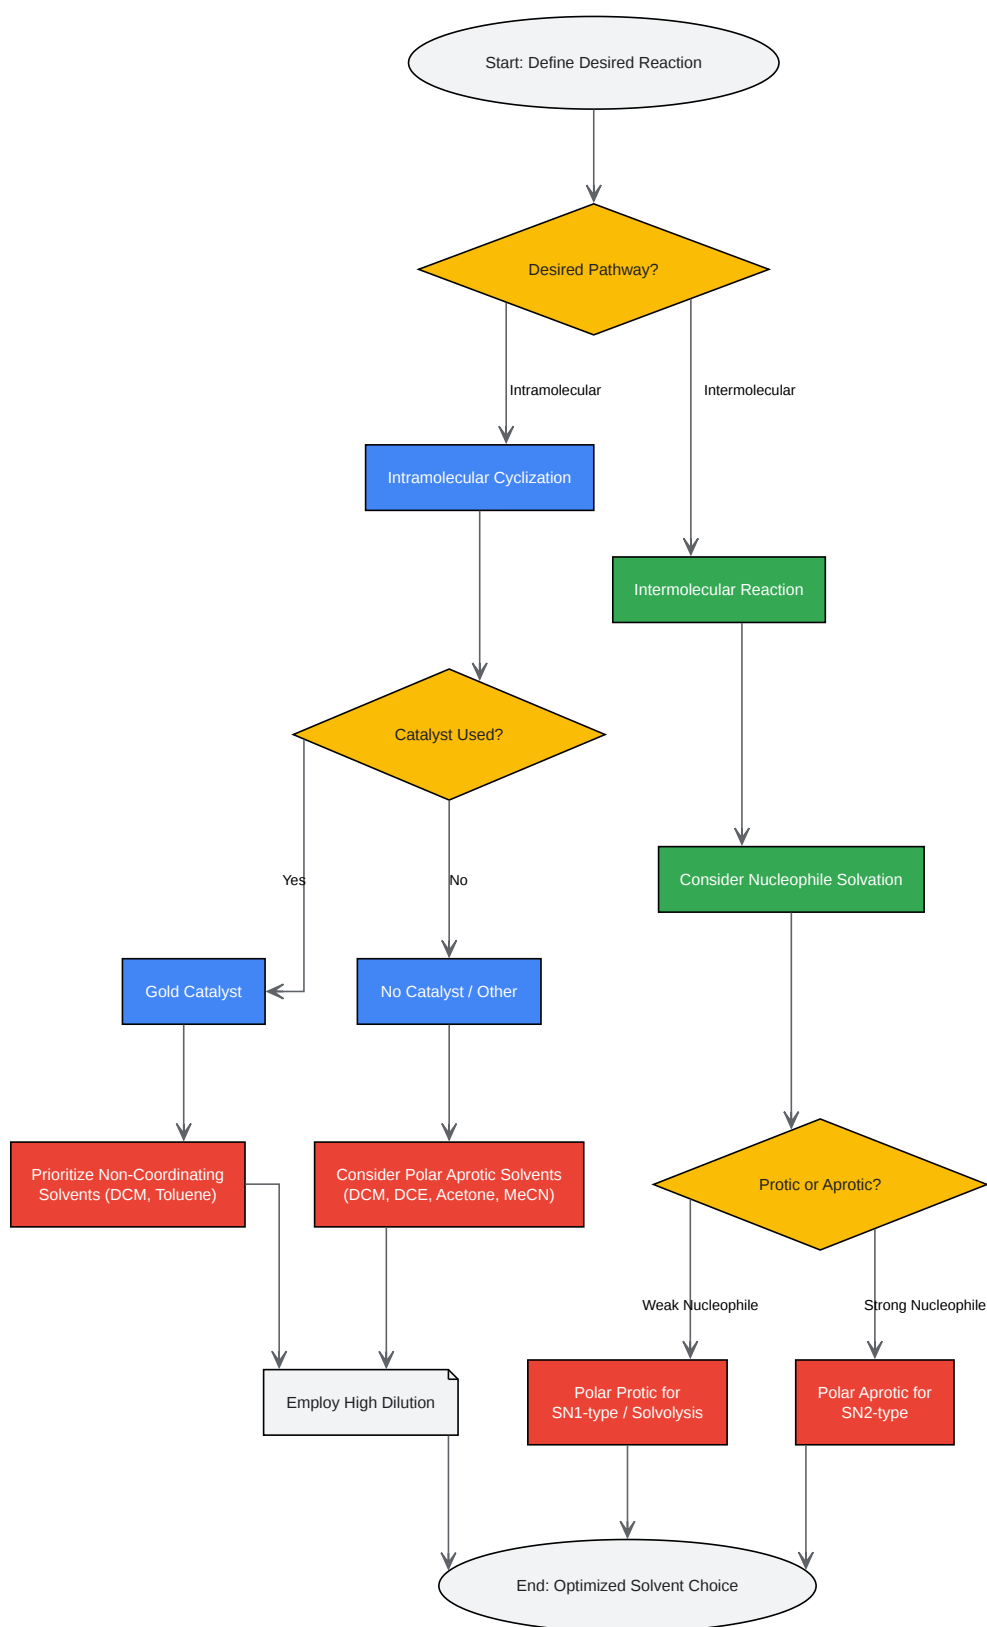 Start: Define Desired Reaction
Desired Pathway?
Intramolecular
Intermolecular
Intramolecular Cyclization
Intermolecular Reaction
Catalyst Used?
Yes
No
Consider Nucleophile Solvation
Gold Catalyst
No Catalyst / Other
Prioritize Non-Coordinating
Solvents (DCM, Toluene)
Consider Polar Aprotic Solvents
(DCM, DCE, Acetone, MeCN)
Protic or Aprotic?
Weak Nucleophile
Strong Nucleophile
Employ High Dilution
Polar Protic for
SN1-type / Solvolysis
Polar Aprotic for
SN2-type
End: Optimized Solvent Choice